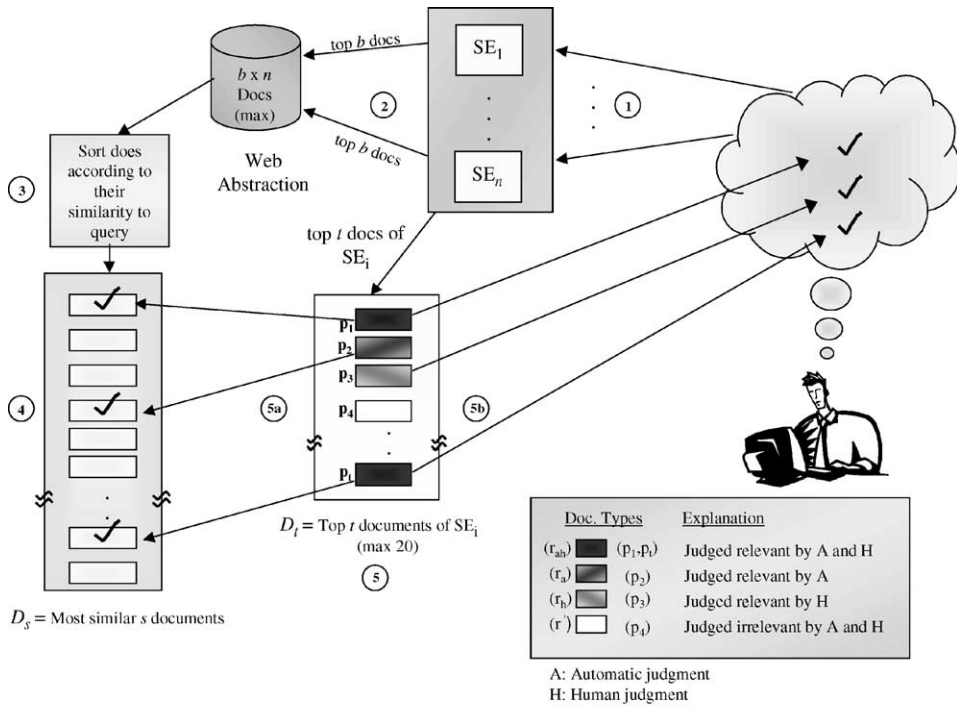 top b docs
SE1
b x n
Docs
(max)
2
1
top b docs
Web
Abstraction
SEn
3
Sort does
according to
their
similarity to
query
top t docs of
SEi
p1
p2
p3
4
5a
p4
5b
pt
Dt = Top t documents of SEi
(max 20)
5
Ds = Most similar s documents
Doc. Types Explanation
(rah) (p1,pt) Judged relevant by A and H
(ra) (p2) Judged relevant by A
(rh) (p3) Judged relevant by H
(r') (p4) Judged irrelevant by A and H
A: Automatic judgment
H: Human judgment